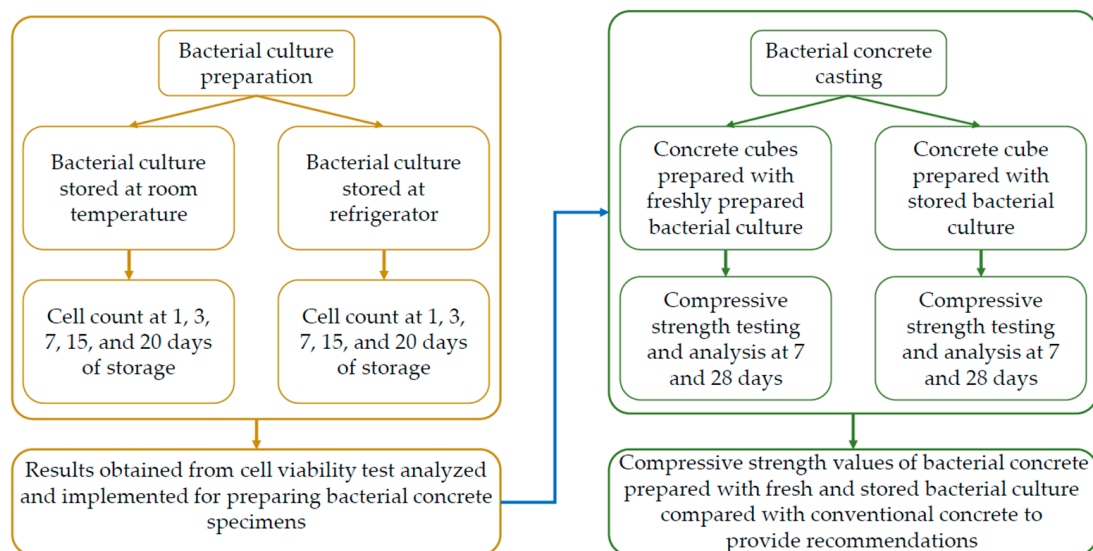 Bacterial culture
preparation
Bacterial culture
stored at room
temperature
Bacterial culture
stored at
refrigerator
Cell count at 1, 3,
7, 15, and 20 days
of storage
Cell count at 1, 3,
7, 15, and 20 days
of storage
Results obtained from cell viability test analyzed
and implemented for preparing bacterial concrete
specimens
Bacterial concrete
casting
Concrete cubes
prepared with
freshly prepared
bacterial culture
Concrete cube
prepared with
stored bacterial
culture
Compressive
strength testing
and analysis at 7
and 28 days
Compressive
strength testing
and analysis at 7
and 28 days
Compressive strength values of bacterial concrete
prepared with fresh and stored bacterial culture
compared with conventional concrete to
provide recommendations